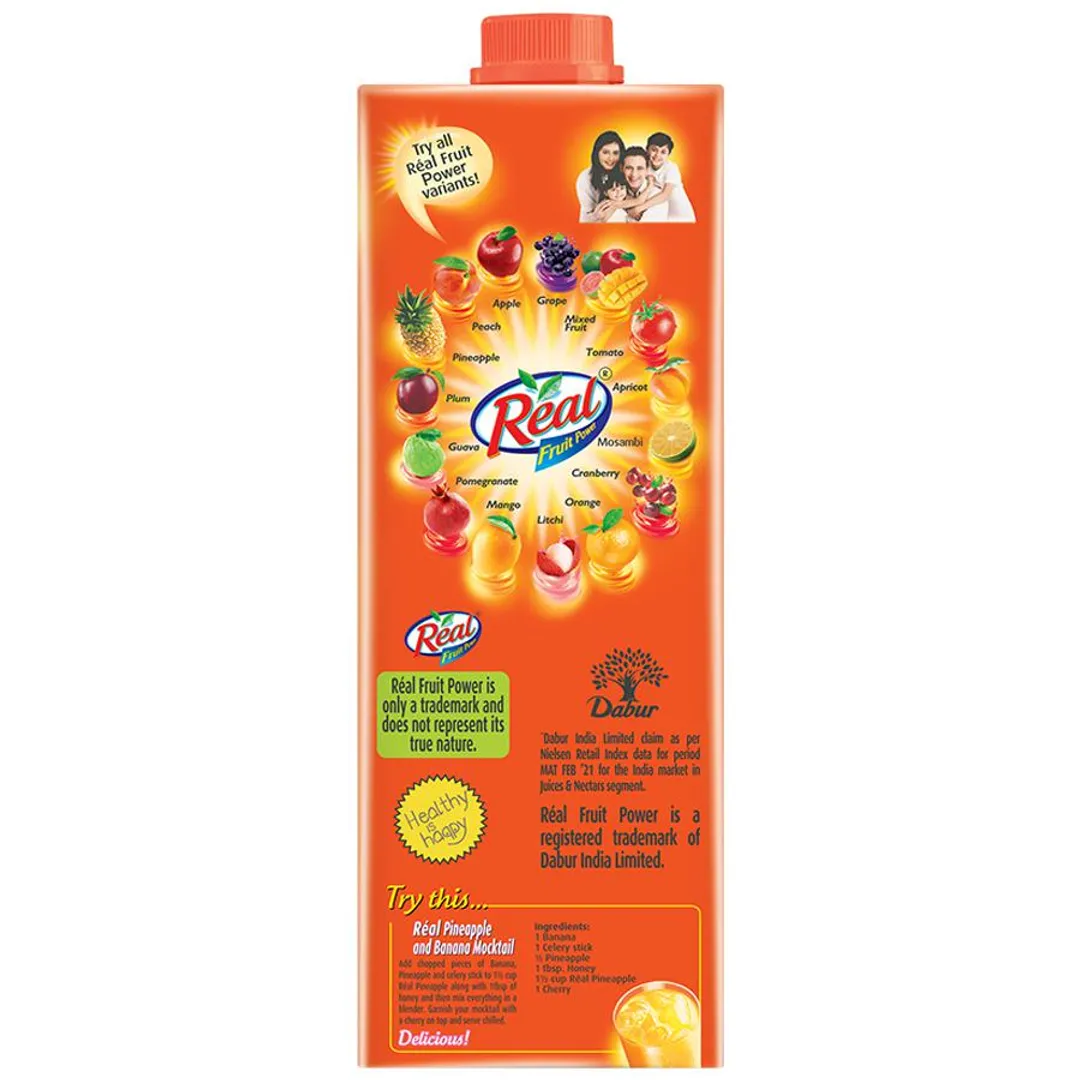 Try all
Réal Fruit
Power
variants!
Apple
Grape
Peach
Mixed
Fruit
Pineapple
Tomato
Plum
Apricot
Réal
®
Fruit Power
Guava
Mosambi
Pomegranate
Cranberry
Mango
Orange
Litchi
Réal
Fruit Power
Réal Fruit Power is
only a trademark and
does not represent its
true nature.
Healthy
is
happy
Dabur
*Dabur India Limited claim as per
Nielsen Retail Index data for period
MAT FEB '21 for the India market in
Juices & Nectars segment.
Réal Fruit Power is a
registered trademark of
Dabur India Limited.
Try this...
Réal Pineapple
and Banana Mocktail
Add chopped pieces of Banana,
Pineapple and celery stick to 1½ cup
Réal Pineapple along with 1tbsp of
honey and then mix everything in a
blender. Garnish your mocktail with
a cherry on top and serve chilled.
Delicious!
Ingredients:
1 Banana
1 Celery stick
½ Pineapple
1 tbsp. Honey
1½ cup Réal Pineapple
1 Cherry